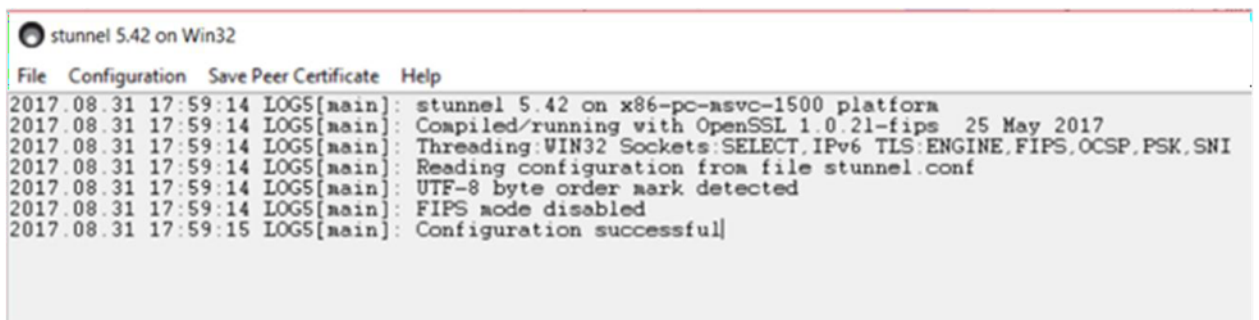 stunnel 5.42 on Win32
File Configuration Save Peer Certificate Help
2017.08.31 17:59:14 LOG5[main]: stunnel 5.42 on x86-pc-msvc-1500 platform
2017.08.31 17:59:14 LOG5[main]: Compiled/running with OpenSSL 1.0.2l-fips 25 May 2017
2017.08.31 17:59:14 LOG5[main]: Threading:WIN32 Sockets:SELECT,IPv6 TLS:ENGINE,FIPS,OCSP,PSK,SNI
2017.08.31 17:59:14 LOG5[main]: Reading configuration from file stunnel.conf
2017.08.31 17:59:14 LOG5[main]: UTF-8 byte order mark detected
2017.08.31 17:59:14 LOG5[main]: FIPS mode disabled
2017.08.31 17:59:15 LOG5[main]: Configuration successful